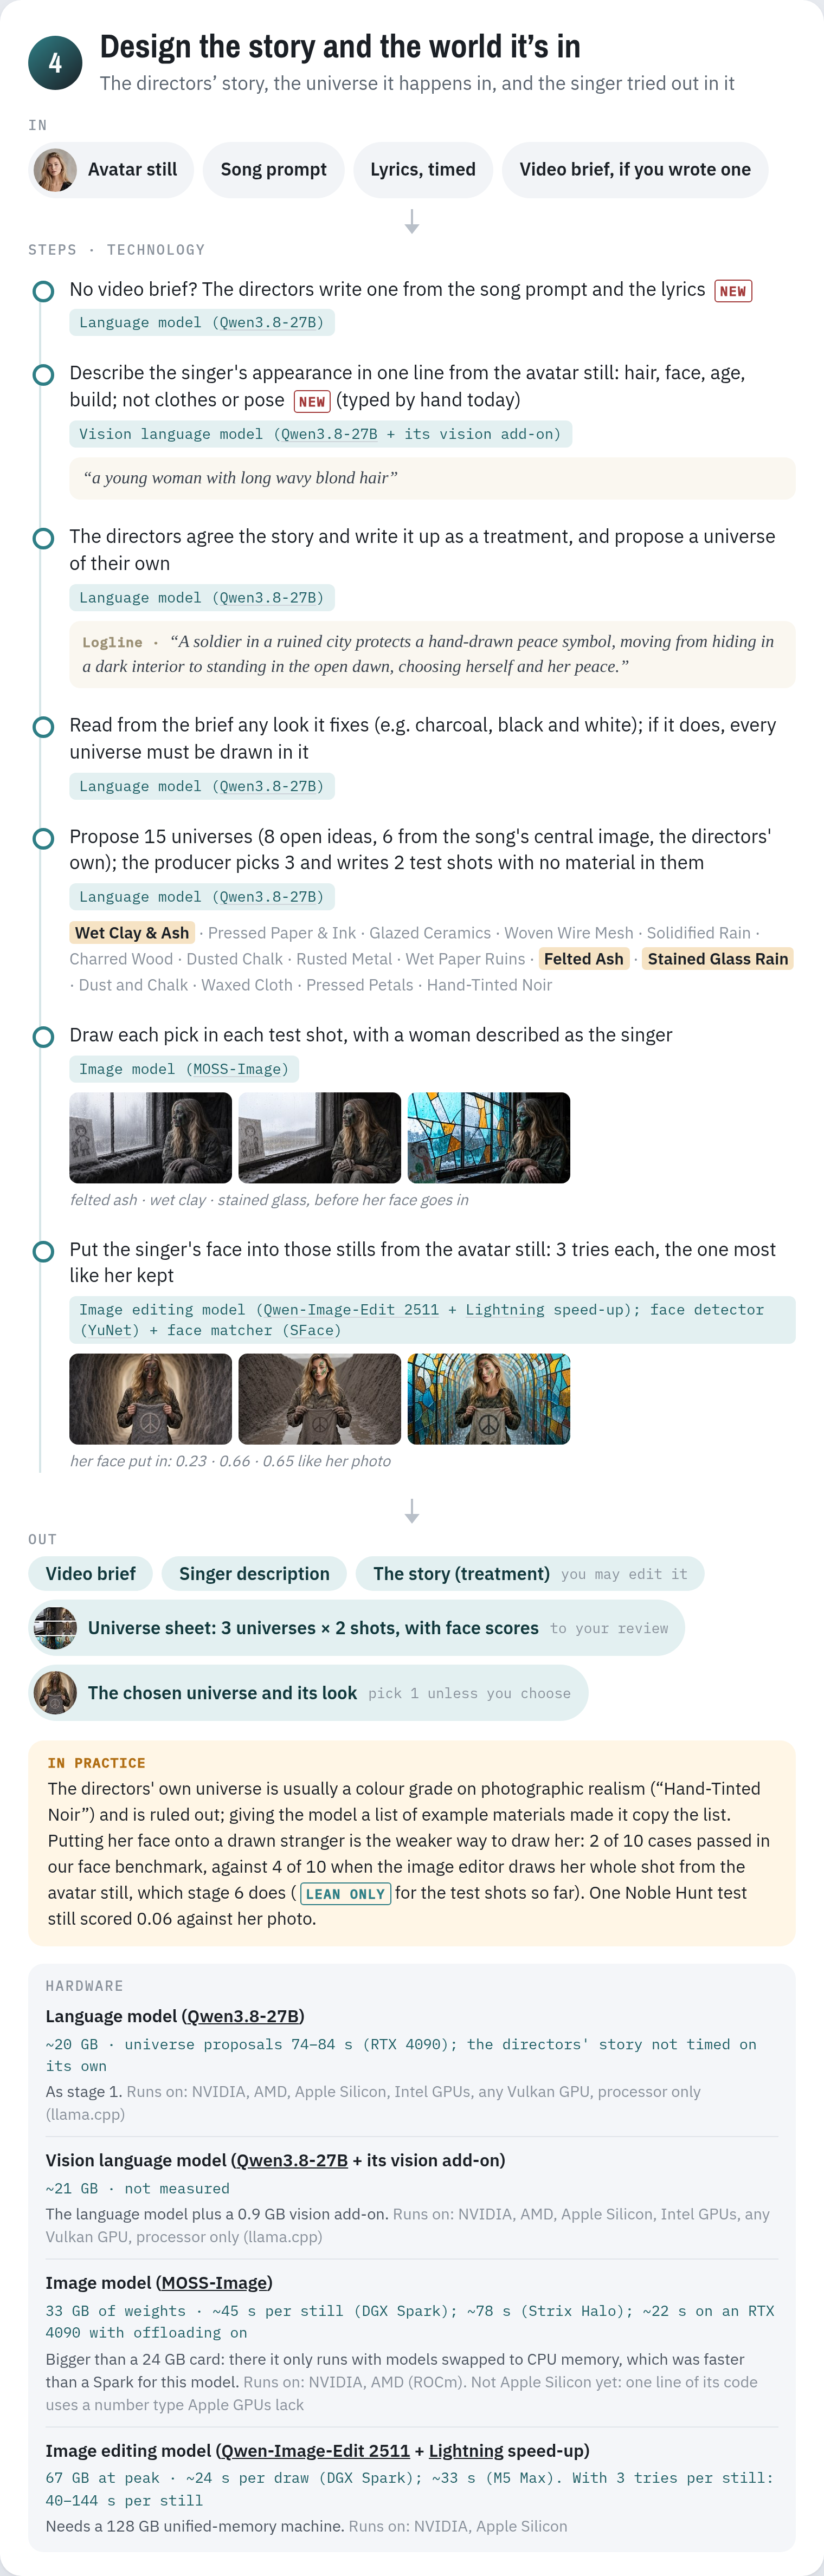 4
Design the story and the world it’s in
The directors’ story, the universe it happens in, and the singer tried out in it
IN
Avatar still
Song prompt
Lyrics, timed
Video brief, if you wrote one
STEPS · TECHNOLOGY
No video brief? The directors write one from the song prompt and the lyrics NEW
Language model (Qwen3.8-27B)
Describe the singer's appearance in one line from the avatar still: hair, face, age,
build; not clothes or pose NEW (typed by hand today)
Vision language model (Qwen3.8-27B + its vision add-on)
“a young woman with long wavy blond hair”
The directors agree the story and write it up as a treatment, and propose a universe
of their own
Language model (Qwen3.8-27B)
Logline · “A soldier in a ruined city protects a hand-drawn peace symbol, moving from hiding in
a dark interior to standing in the open dawn, choosing herself and her peace.”
Read from the brief any look it fixes (e.g. charcoal, black and white); if it does, every
universe must be drawn in it
Language model (Qwen3.8-27B)
Propose 15 universes (8 open ideas, 6 from the song's central image, the directors'
own); the producer picks 3 and writes 2 test shots with no material in them
Language model (Qwen3.8-27B)
Wet Clay & Ash · Pressed Paper & Ink · Glazed Ceramics · Woven Wire Mesh · Solidified Rain ·
Charred Wood · Dusted Chalk · Rusted Metal · Wet Paper Ruins · Felted Ash · Stained Glass Rain
· Dust and Chalk · Waxed Cloth · Pressed Petals · Hand-Tinted Noir
Draw each pick in each test shot, with a woman described as the singer
Image model (MOSS-Image)
felted ash · wet clay · stained glass, before her face goes in
Put the singer's face into those stills from the avatar still: 3 tries each, the one most
like her kept
Image editing model (Qwen-Image-Edit 2511 + Lightning speed-up); face detector
(YuNet) + face matcher (SFace)
her face put in: 0.23 · 0.66 · 0.65 like her photo
OUT
Video brief
Singer description
The story (treatment) you may edit it
Universe sheet: 3 universes × 2 shots, with face scores to your review
The chosen universe and its look pick 1 unless you choose
IN PRACTICE
The directors' own universe is usually a colour grade on photographic realism (“Hand-Tinted
Noir”) and is ruled out; giving the model a list of example materials made it copy the list.
Putting her face onto a drawn stranger is the weaker way to draw her: 2 of 10 cases passed in
our face benchmark, against 4 of 10 when the image editor draws her whole shot from the
avatar still, which stage 6 does ( LEAN ONLY for the test shots so far). One Noble Hunt test
still scored 0.06 against her photo.
HARDWARE
Language model (Qwen3.8-27B)
~20 GB · universe proposals 74–84 s (RTX 4090); the directors' story not timed on
its own
As stage 1. Runs on: NVIDIA, AMD, Apple Silicon, Intel GPUs, any Vulkan GPU, processor only
(llama.cpp)
Vision language model (Qwen3.8-27B + its vision add-on)
~21 GB · not measured
The language model plus a 0.9 GB vision add-on. Runs on: NVIDIA, AMD, Apple Silicon, Intel GPUs, any
Vulkan GPU, processor only (llama.cpp)
Image model (MOSS-Image)
33 GB of weights · ~45 s per still (DGX Spark); ~78 s (Strix Halo); ~22 s on an RTX
4090 with offloading on
Bigger than a 24 GB card: there it only runs with models swapped to CPU memory, which was faster
than a Spark for this model. Runs on: NVIDIA, AMD (ROCm). Not Apple Silicon yet: one line of its code
uses a number type Apple GPUs lack
Image editing model (Qwen-Image-Edit 2511 + Lightning speed-up)
67 GB at peak · ~24 s per draw (DGX Spark); ~33 s (M5 Max). With 3 tries per still:
40–144 s per still
Needs a 128 GB unified-memory machine. Runs on: NVIDIA, Apple Silicon